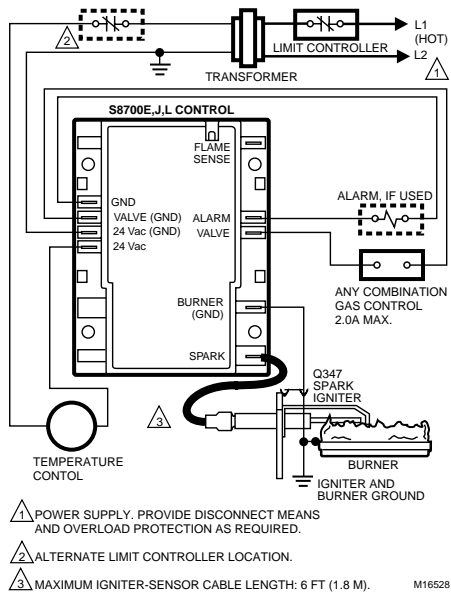 L1
(HOT)
2
LIMIT CONTROLLER
L2
TRANSFORMER
1
S8700E,J,L CONTROL
FLAME
SENSE
GND
ALARM, IF USED
VALVE (GND)
ALARM
24 Vac (GND)
VALVE
24 Vac
ANY COMBINATION
GAS CONTROL
2.0A MAX.
BURNER
(GND)
SPARK
Q347
SPARK
IGNITER
3
TEMPERATURE
CONTOL
BURNER
IGNITER AND
BURNER GROUND
1 POWER SUPPLY. PROVIDE DISCONNECT MEANS
AND OVERLOAD PROTECTION AS REQUIRED.
2 ALTERNATE LIMIT CONTROLLER LOCATION.
3 MAXIMUM IGNITER-SENSOR CABLE LENGTH: 6 FT (1.8 M).
M16528